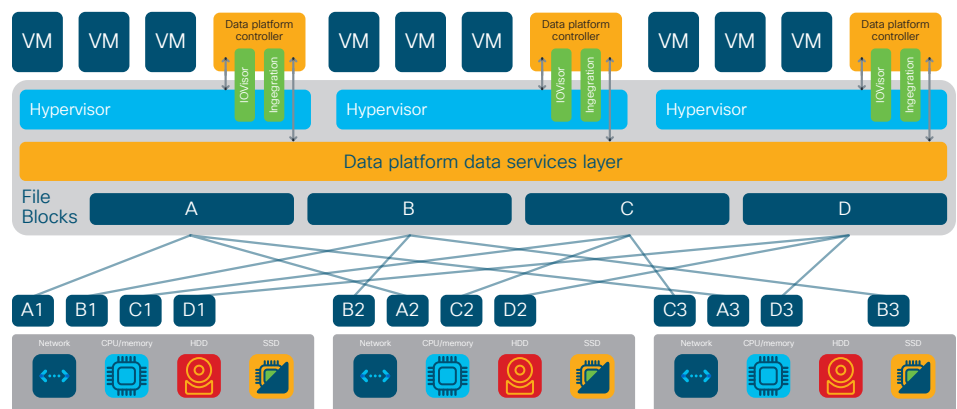 VM VM VM Data platform controller VM VM VM Data platform controller VM VM VM Data platform controller
IOVisor Ingegration IOVisor Ingegration IOVisor Ingegration
Hypervisor Hypervisor Hypervisor
Data platform data services layer
File Blocks A B C D
A1 B1 C1 D1 B2 A2 C2 D2 C3 A3 D3 B3
Network CPU/memory HDD SSD Network CPU/memory HDD SSD Network CPU/memory HDD SSD